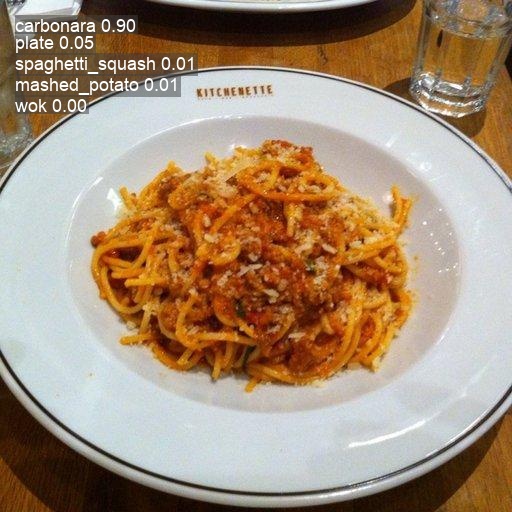 carbonara 0.90
plate 0.05
spaghetti_squash 0.01
mashed_potato 0.01
wok 0.00
KITCHENETTE